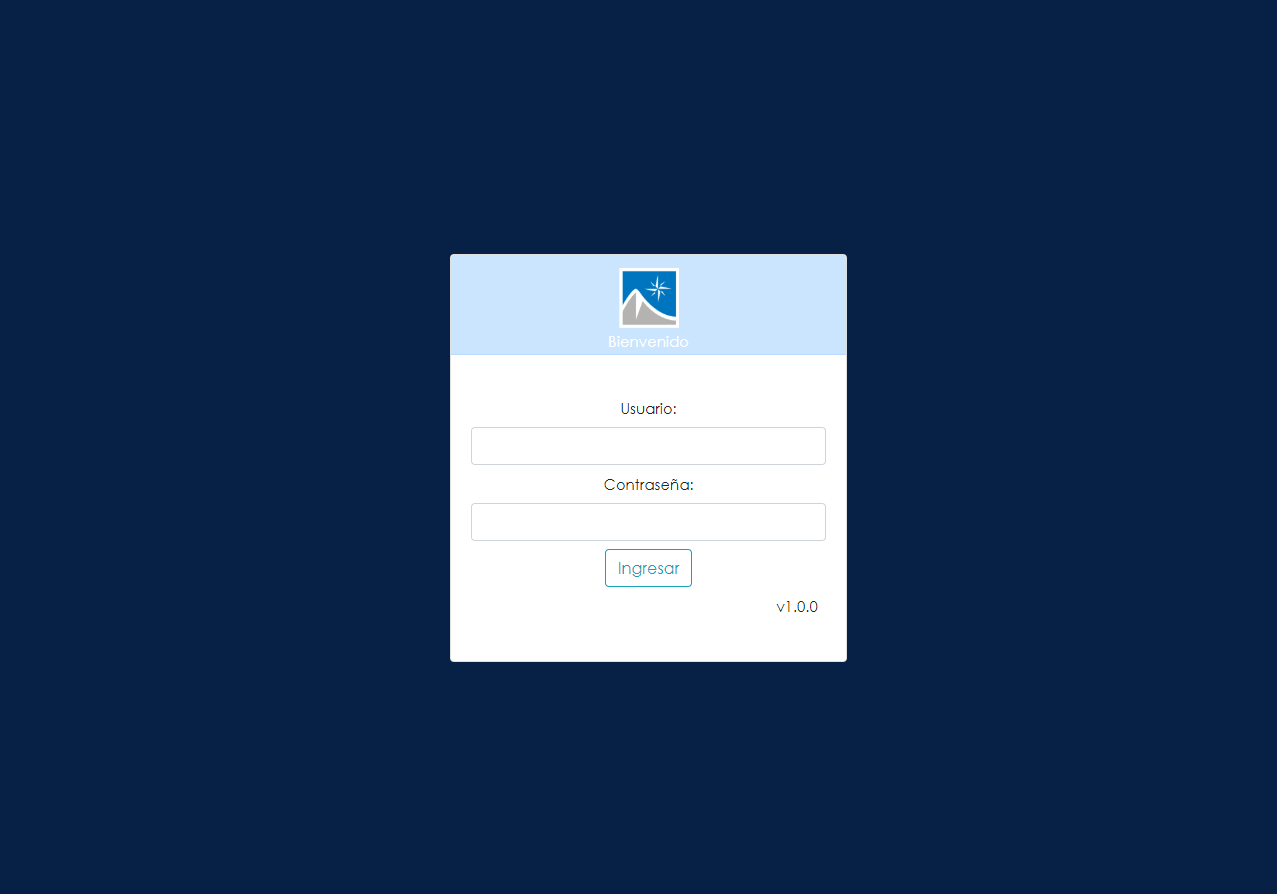 Bienvenido
Usuario:
Contraseña:
Ingresar
v1.0.0